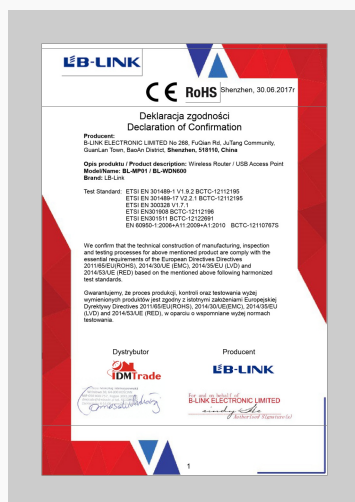 LB-LINK
CE RoHS Shenzhen, 30.06.2017r
Deklaracja zgodności
Declaration of Confirmation
Producent:
B-LINK ELECTRONIC LIMITED No 268, FuQian Rd, JuTang Community,
GuanLan Town, BaoAn District, Shenzhen, 518110, China
Opis produktu / Product description: Wireless Router / USB Access Point
Model/Name: BL-MP01 / BL-WDN600
Brand: LB-Link
Test Standard: ETSI EN 301489-1 V1.9.2 BCTC-12112195
ETSI EN 301489-17 V2.2.1 BCTC-12112195
ETSI EN 300328 V1.7.1
ETSI EN301908 BCTC-12112196
ETSI EN301511 BCTC-12122691
EN 60950-1:2006+A11:2009+A1:2010 BCTC-12110767S
We confirm that the technical construction of manufacturing, inspection
and testing processes for above mentioned product are comply with the
essential requirements of the European Directives Directives
2011/65/EU(ROHS), 2014/30/UE (EMC), 2014/35/EU (LVD) and
2014/53/UE (RED) based on the mentioned above following harmonized
test standards.
Gwarantujemy, że proces produkcji, kontroli oraz testowania wyżej
wymienionych produktów jest zgodny z istotnymi założeniami Europejskiej
Dyrektywy Directives 2011/65/EU(ROHS), 2014/30/UE(EMC), 2014/35/EU
(LVD) and 2014/53/UE (RED), w oparciu o wspomniane wyżej normach
testowania.
Dystrybutor Producent
IDMTrade LB-LINK
For and on behalf of
B-LINK ELECTRONIC LIMITED
Authorized Signature(s)
1